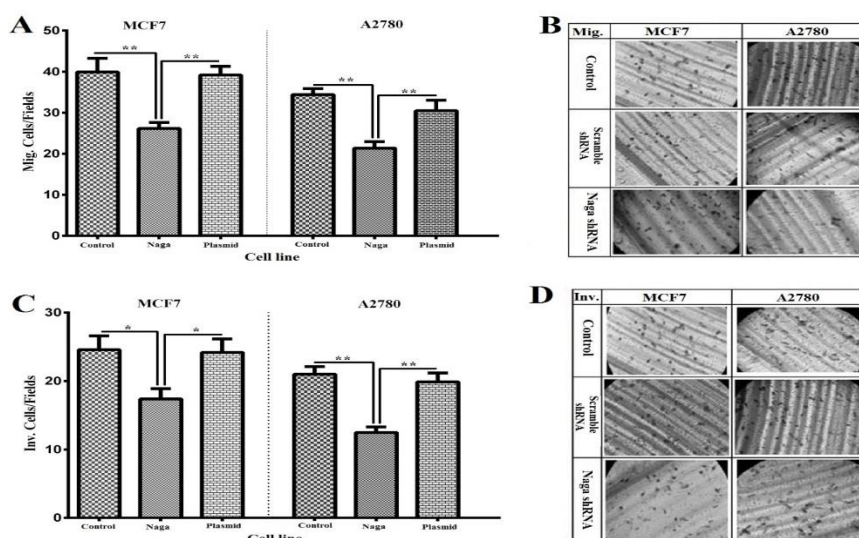 A
MCF7
A2780
Mig. Cells/Fields
50
40
30
20
10
0
**
**
**
**
Control
Naga
Plasmid
Control
Naga
Plasmid
Cell line
B
Mig.
MCF7
A2780
Control
Scramble
shRNA
Naga shRNA
C
MCF7
A2780
Inv. Cells/Fields
30
20
10
0
*
*
**
**
Control
Naga
Plasmid
Control
Naga
Plasmid
Cell line
D
Inv.
MCF7
A2780
Control
Scramble
shRNA
Naga shRNA